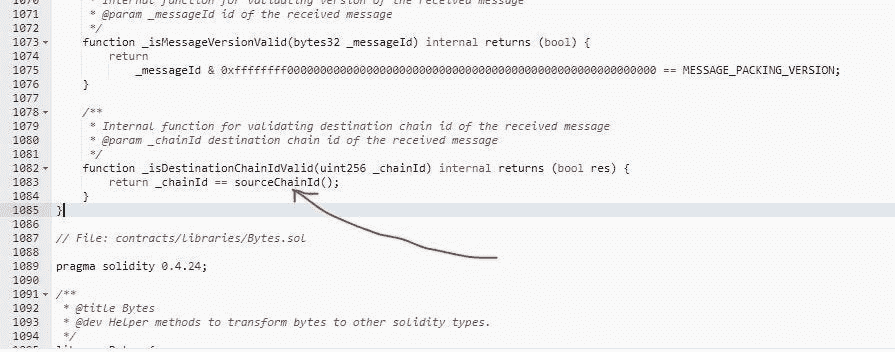 1070 * Internal function for validating version of the received message
1071 * @param _messageId id of the received message
1072 */
1073 function _isMessageVersionValid(bytes32 _messageId) internal returns (bool) {
1074 return
1075 _messageId & 0xffffffff00000000000000000000000000000000000000000000000000000000 == MESSAGE_PACKING_VERSION;
1076 }
1077
1078 /**
1079 * Internal function for validating destination chain id of the received message
1080 * @param _chainId destination chain id of the received message
1081 */
1082 function _isDestinationChainIdValid(uint256 _chainId) internal returns (bool res) {
1083 return _chainId == sourceChainId();
1084 }
1085 }
1086
1087 // File: contracts/libraries/Bytes.sol
1088
1089 pragma solidity 0.4.24;
1090
1091 /**
1092 * @title Bytes
1093 * @dev Helper methods to transform bytes to other solidity types.
1094 */